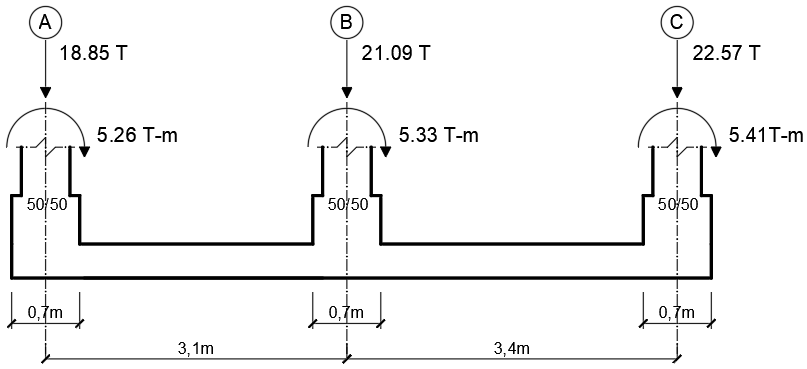 A
B
C
18.85 T
21.09 T
22.57 T
5.26 T-m
5.33 T-m
5.41T-m
50/50
50/50
50/50
0,7m
0,7m
0,7m
3,1m
3,4m